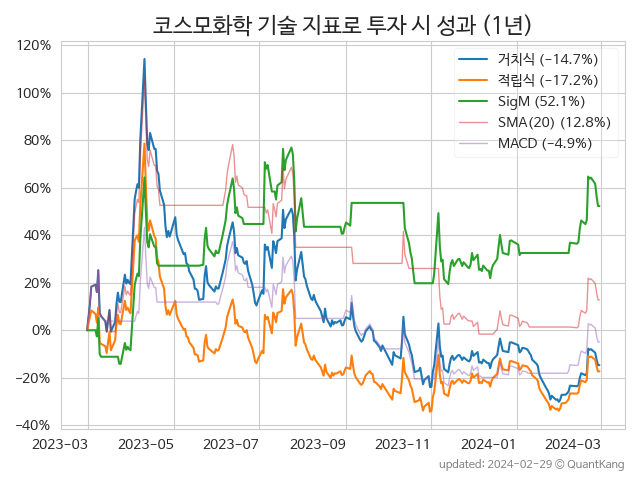 코스모화학 기술 지표로 투자 시 성과 (1년)
거치식 (−14.7%)
적립식 (−17.2%)
SigM (52.1%)
SMA(20) (12.8%)
MACD (−4.9%)
120%
100%
80%
60%
40%
20%
0%
−20%
−40%
2023−03 2023−05 2023−07 2023−09 2023−11 2024−01 2024−03
updated: 2024−02−29 © QuantKang